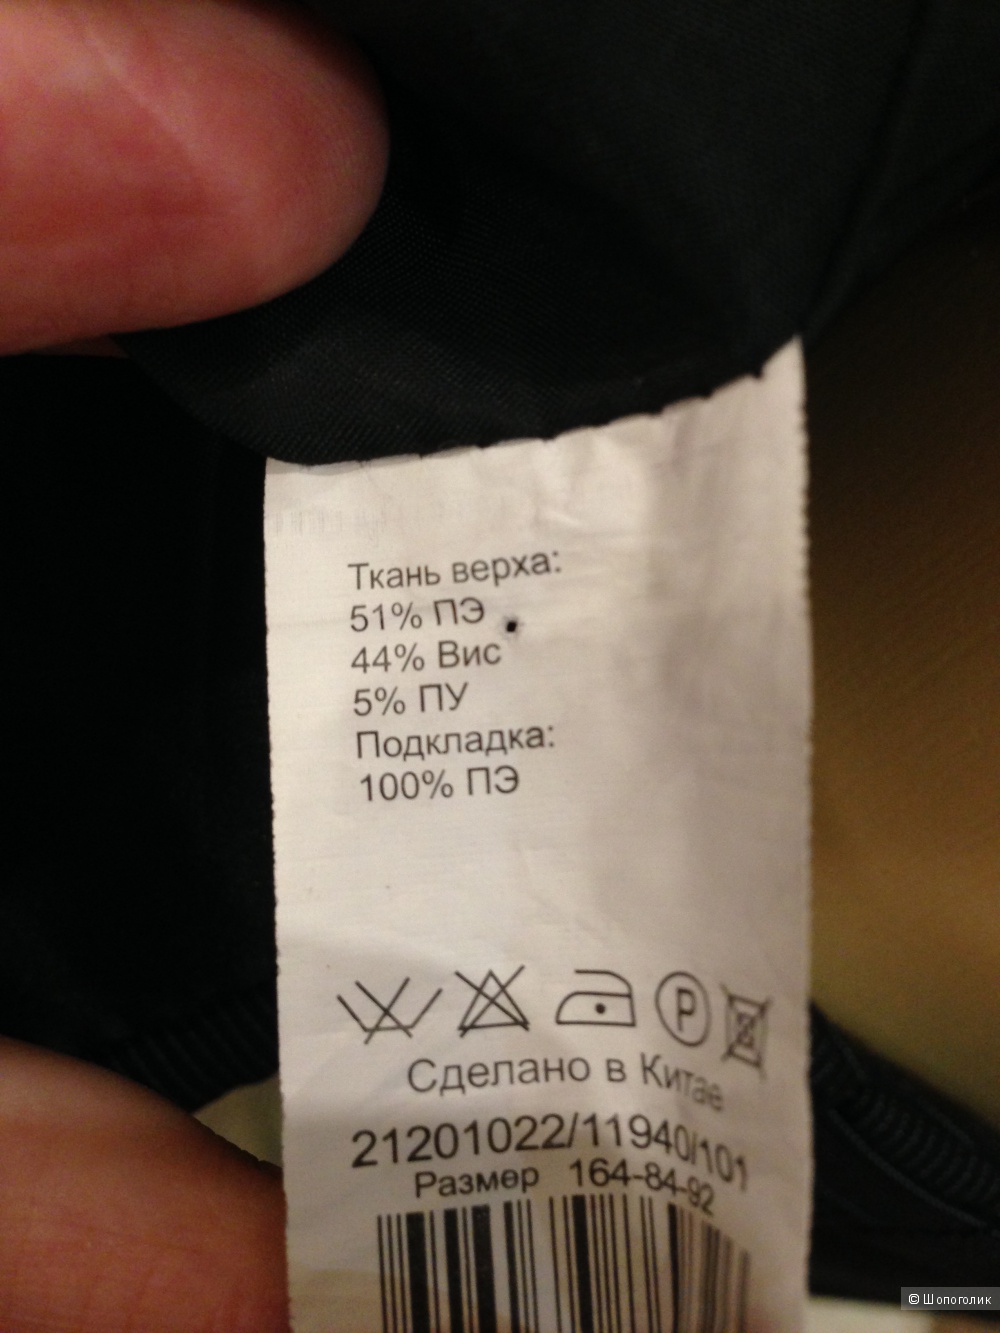 Ткань верха:
51% ПЭ
44% Вис
5% ПУ
Подкладка:
100% ПЭ
P
Сделано в Китае
21201022/11940/101
Размер 164-84-92
© Шопоголик